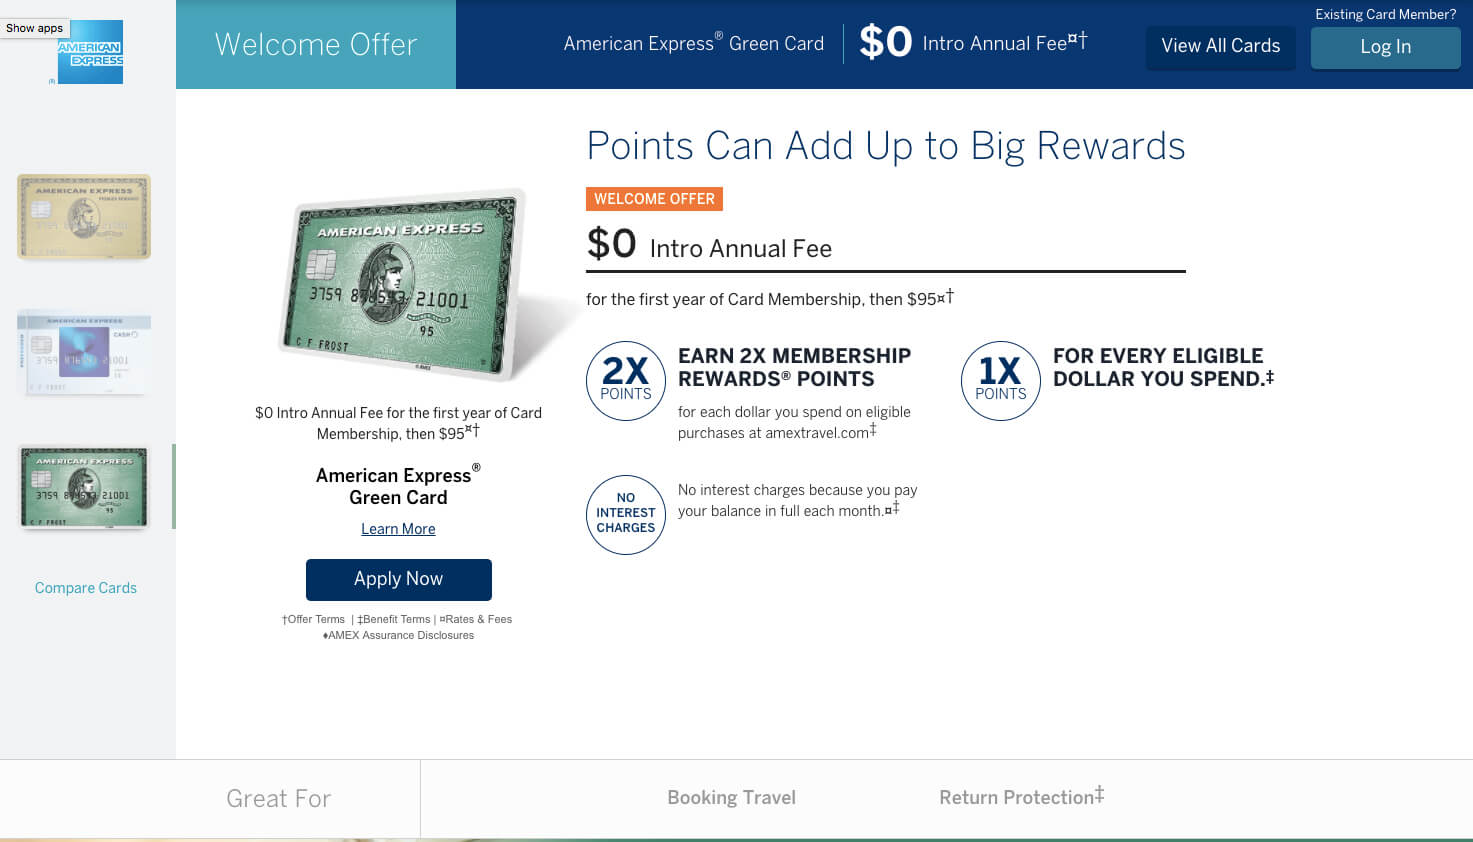 Show apps
AMERICAN
EXPRESS
®
Welcome Offer
American Express® Green Card
$0 Intro Annual Fee¤†
View All Cards
Existing Card Member?
Log In
AMERICAN EXPRESS
C F FROST
AMERICAN EXPRESS
CASH
C F FROST
AMERICAN EXPRESS
21001
95
C F FROST
Compare Cards
AMERICAN EXPRESS
3759 21001
95
C F FROST
$0 Intro Annual Fee for the first year of Card
Membership, then $95¤†
American Express®
Green Card
Learn More
Apply Now
†Offer Terms | ‡Benefit Terms | ¤Rates & Fees
♦AMEX Assurance Disclosures
Points Can Add Up to Big Rewards
WELCOME OFFER
$0 Intro Annual Fee
for the first year of Card Membership, then $95¤†
2X
POINTS
EARN 2X MEMBERSHIP
REWARDS® POINTS
for each dollar you spend on eligible
purchases at amextravel.com‡
1X
POINTS
FOR EVERY ELIGIBLE
DOLLAR YOU SPEND.‡
NO
INTEREST
CHARGES
No interest charges because you pay
your balance in full each month.¤‡
Great For
Booking Travel
Return Protection‡